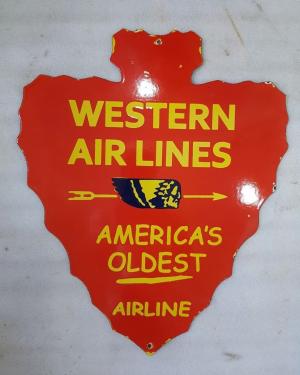 WESTERN
AIR LINES
AMERICA'S
OLDEST
AIRLINE